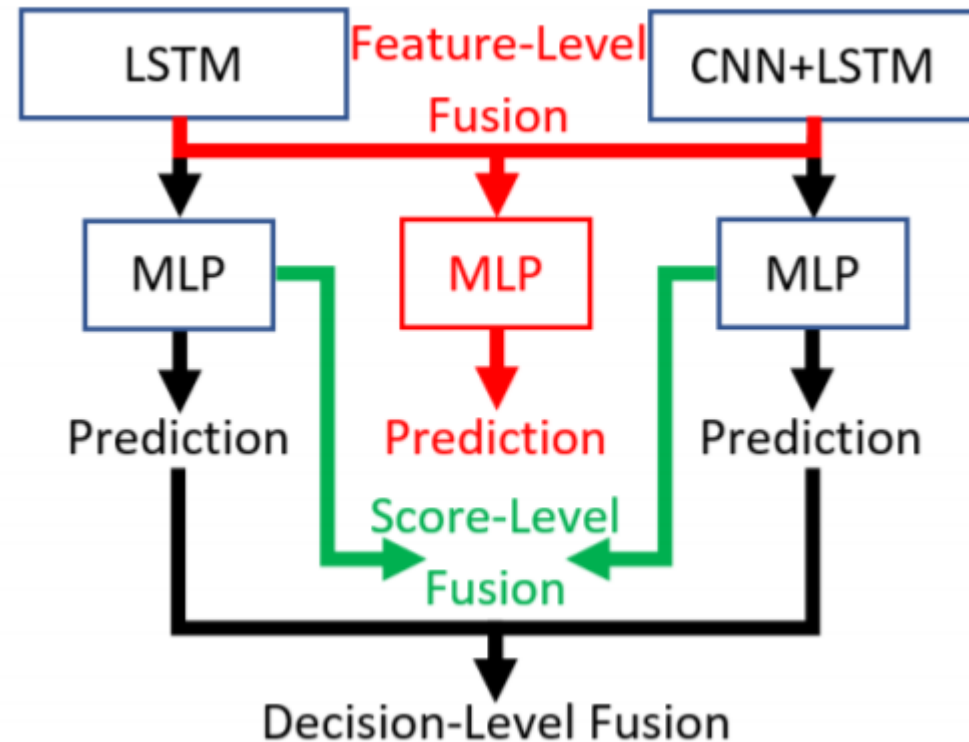 LSTM
Feature-Level
Fusion
CNN+LSTM
MLP
MLP
MLP
Prediction
Prediction
Prediction
Score-Level
Fusion
Decision-Level Fusion